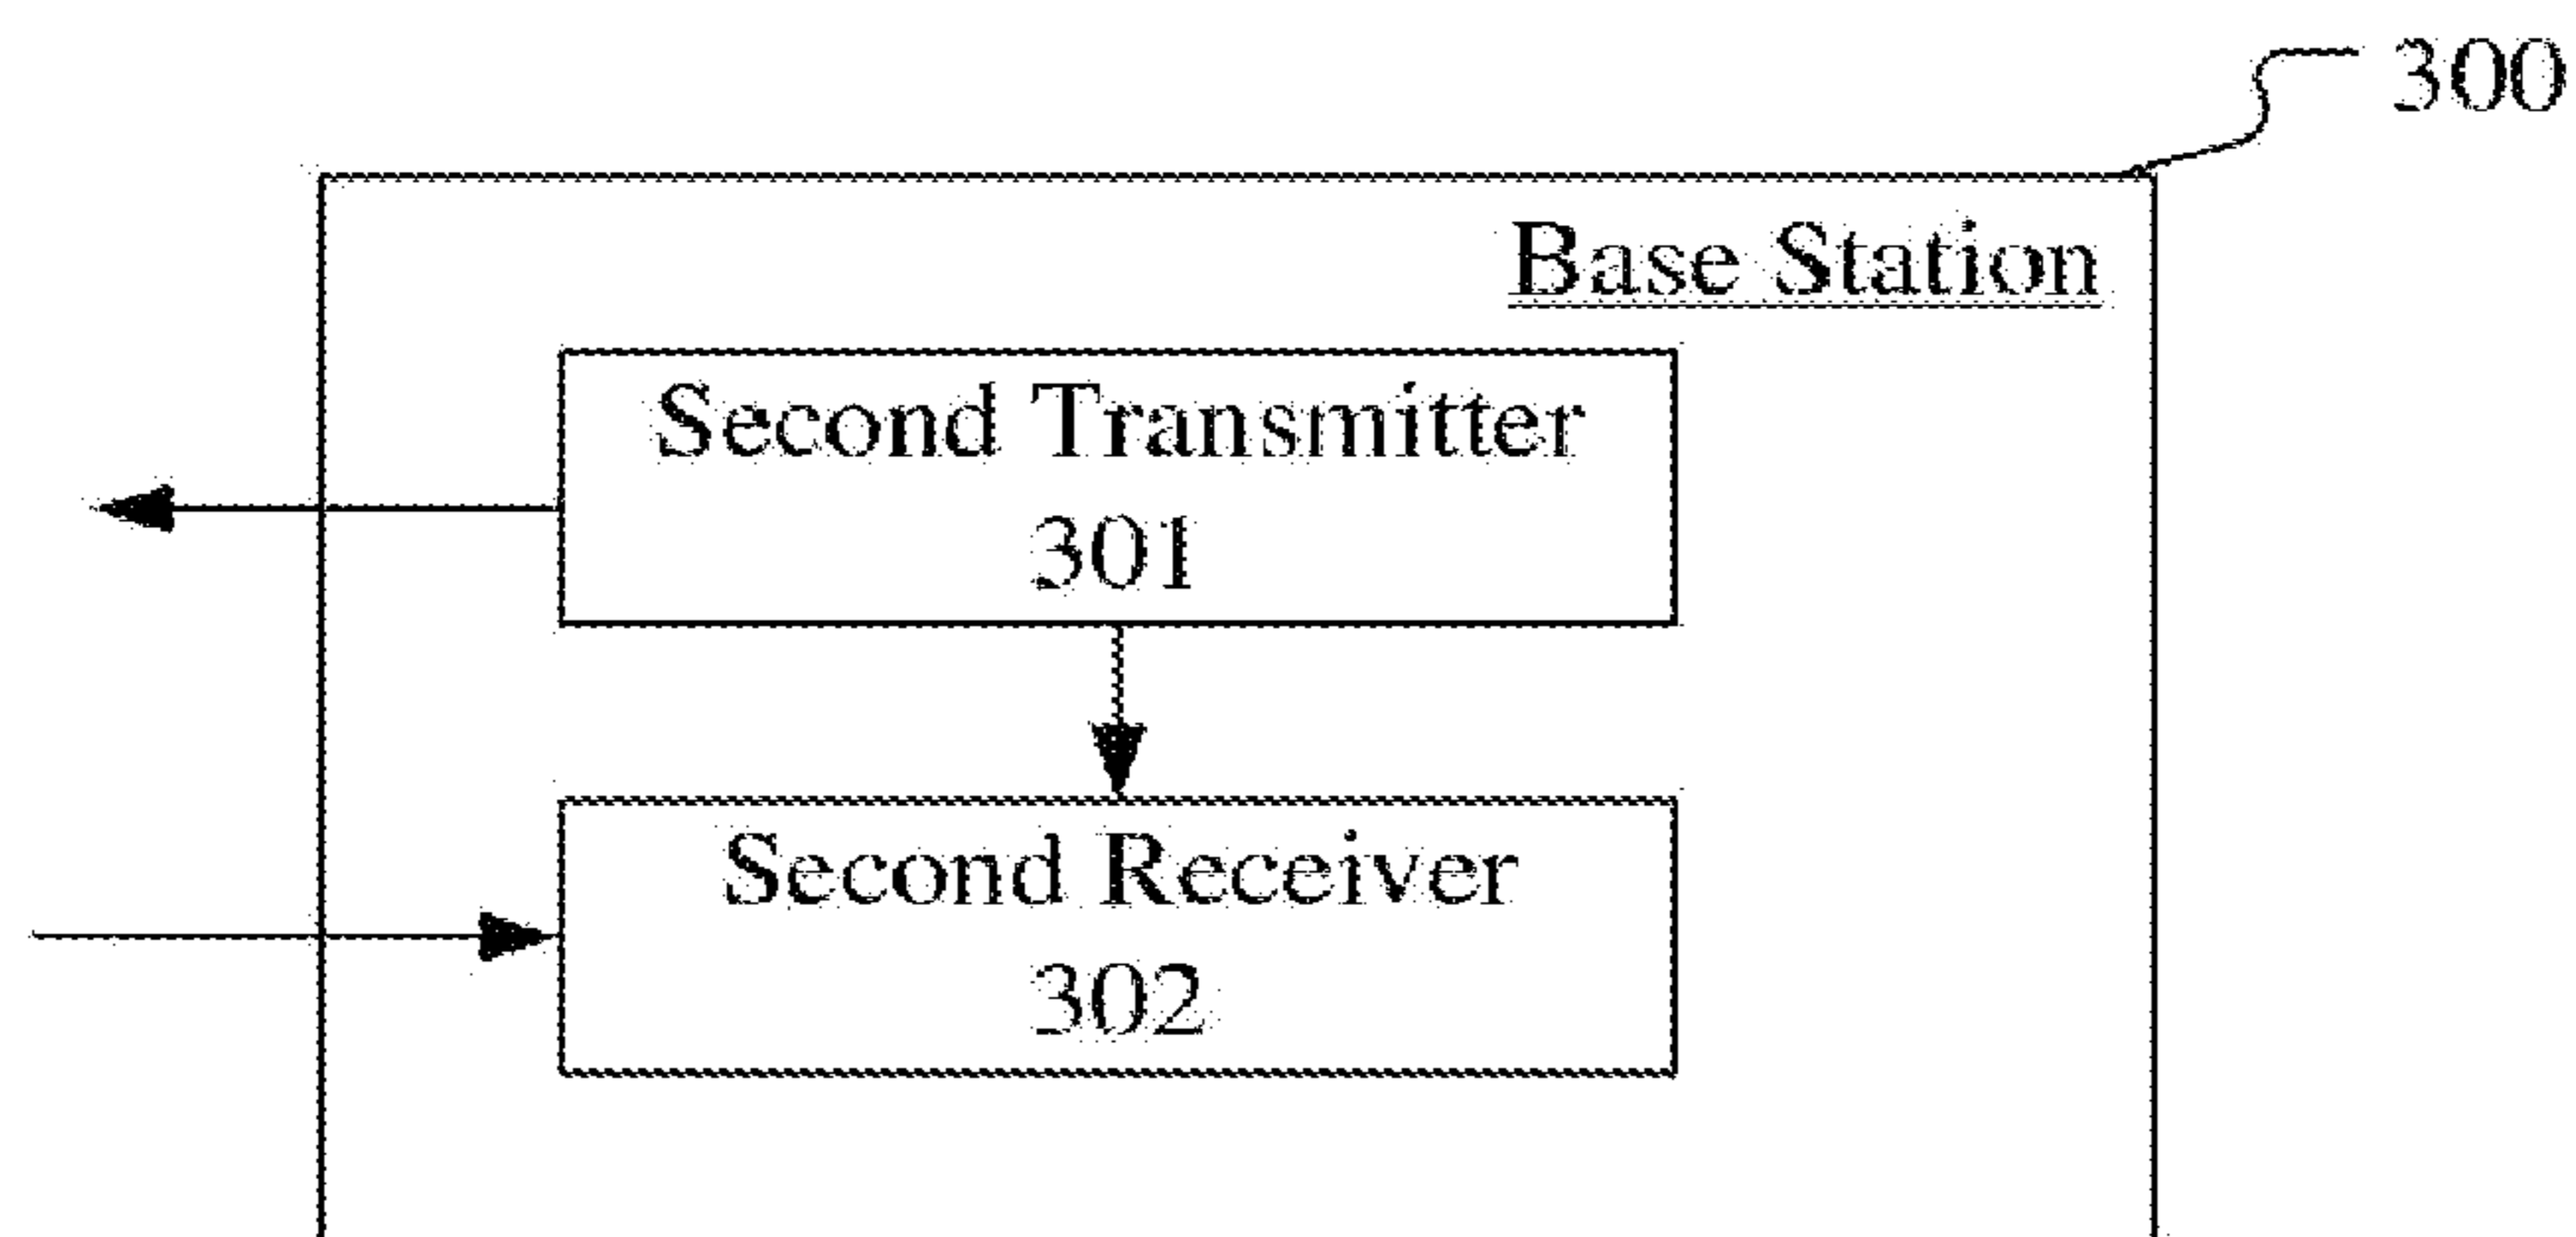 300
Base Station
Second Transmitter
301
Second Receiver
302